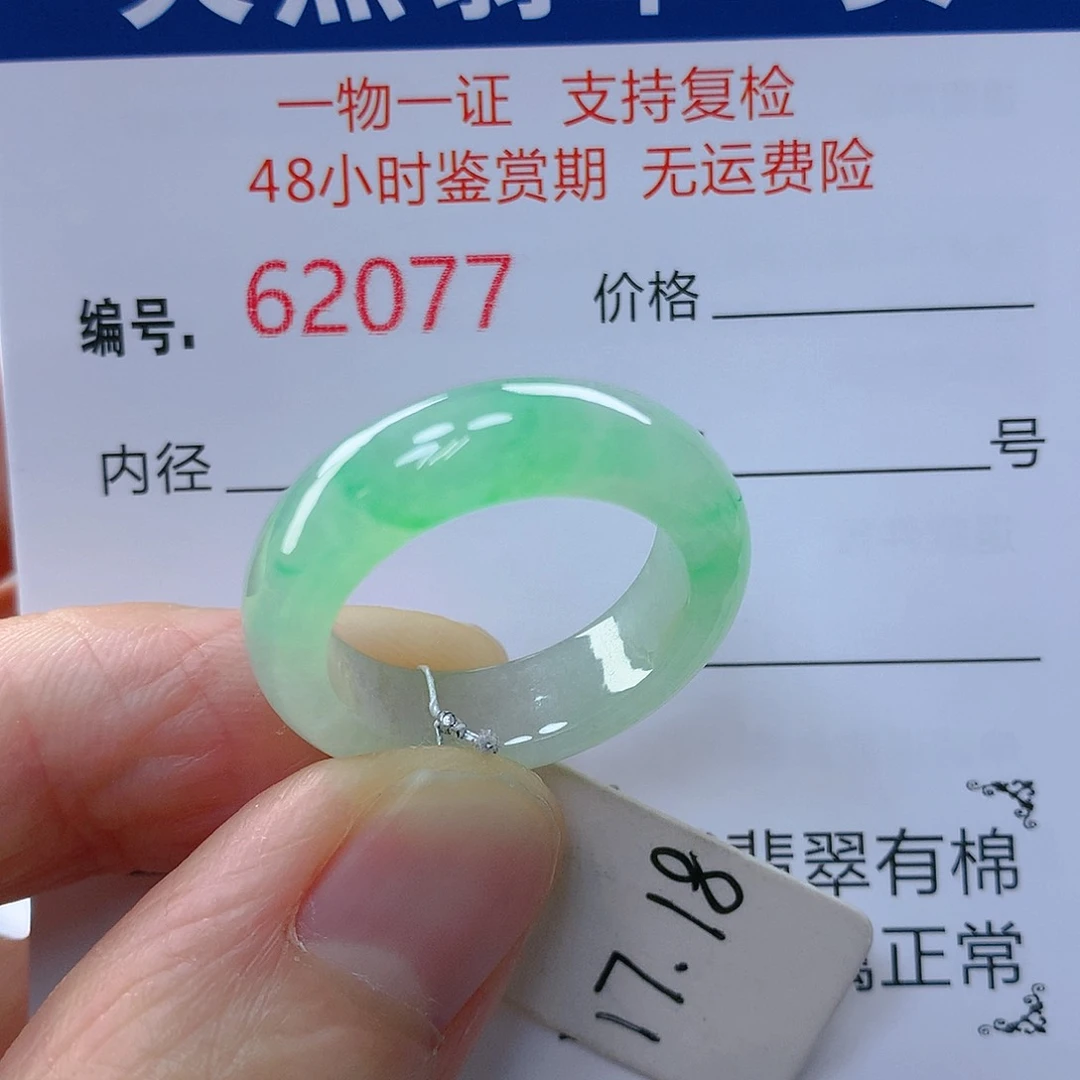 一物一证 支持复检
48小时鉴赏期 无运费险
编号. 62077 价格
内径 号
翡翠有棉
正常
17.18